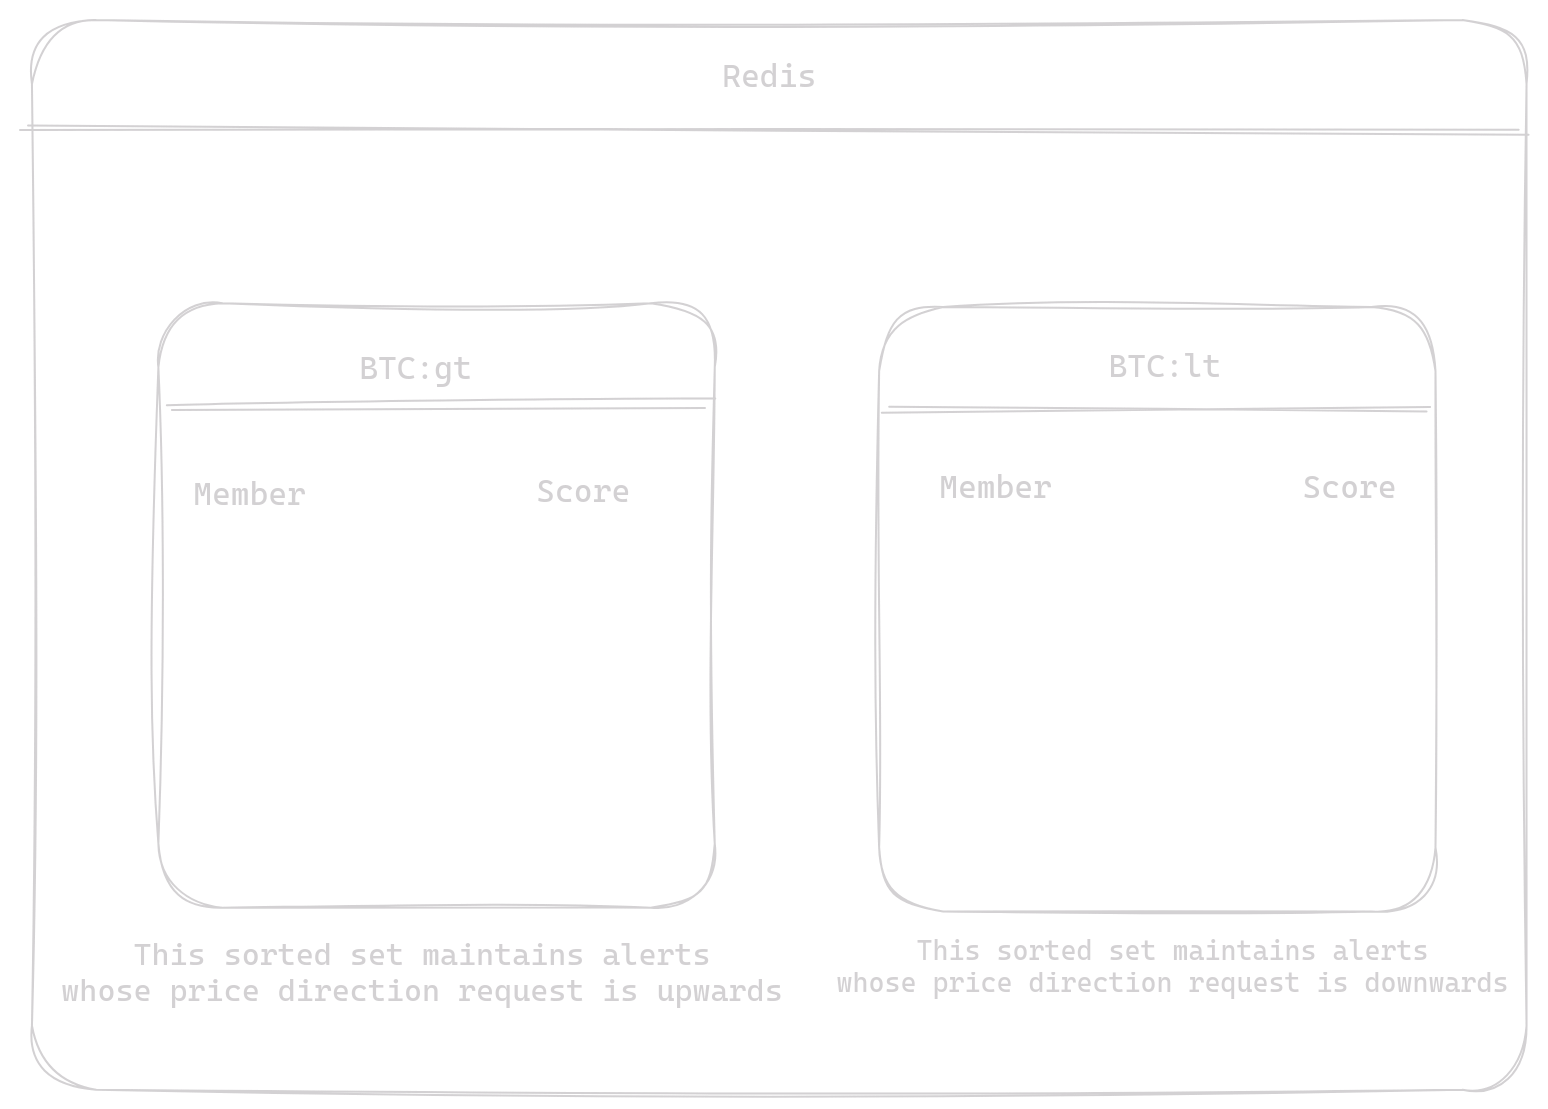 Redis
BTC:gt
Member
Score
This sorted set maintains alerts
whose price direction request is upwards
BTC:lt
Member
Score
This sorted set maintains alerts
whose price direction request is downwards